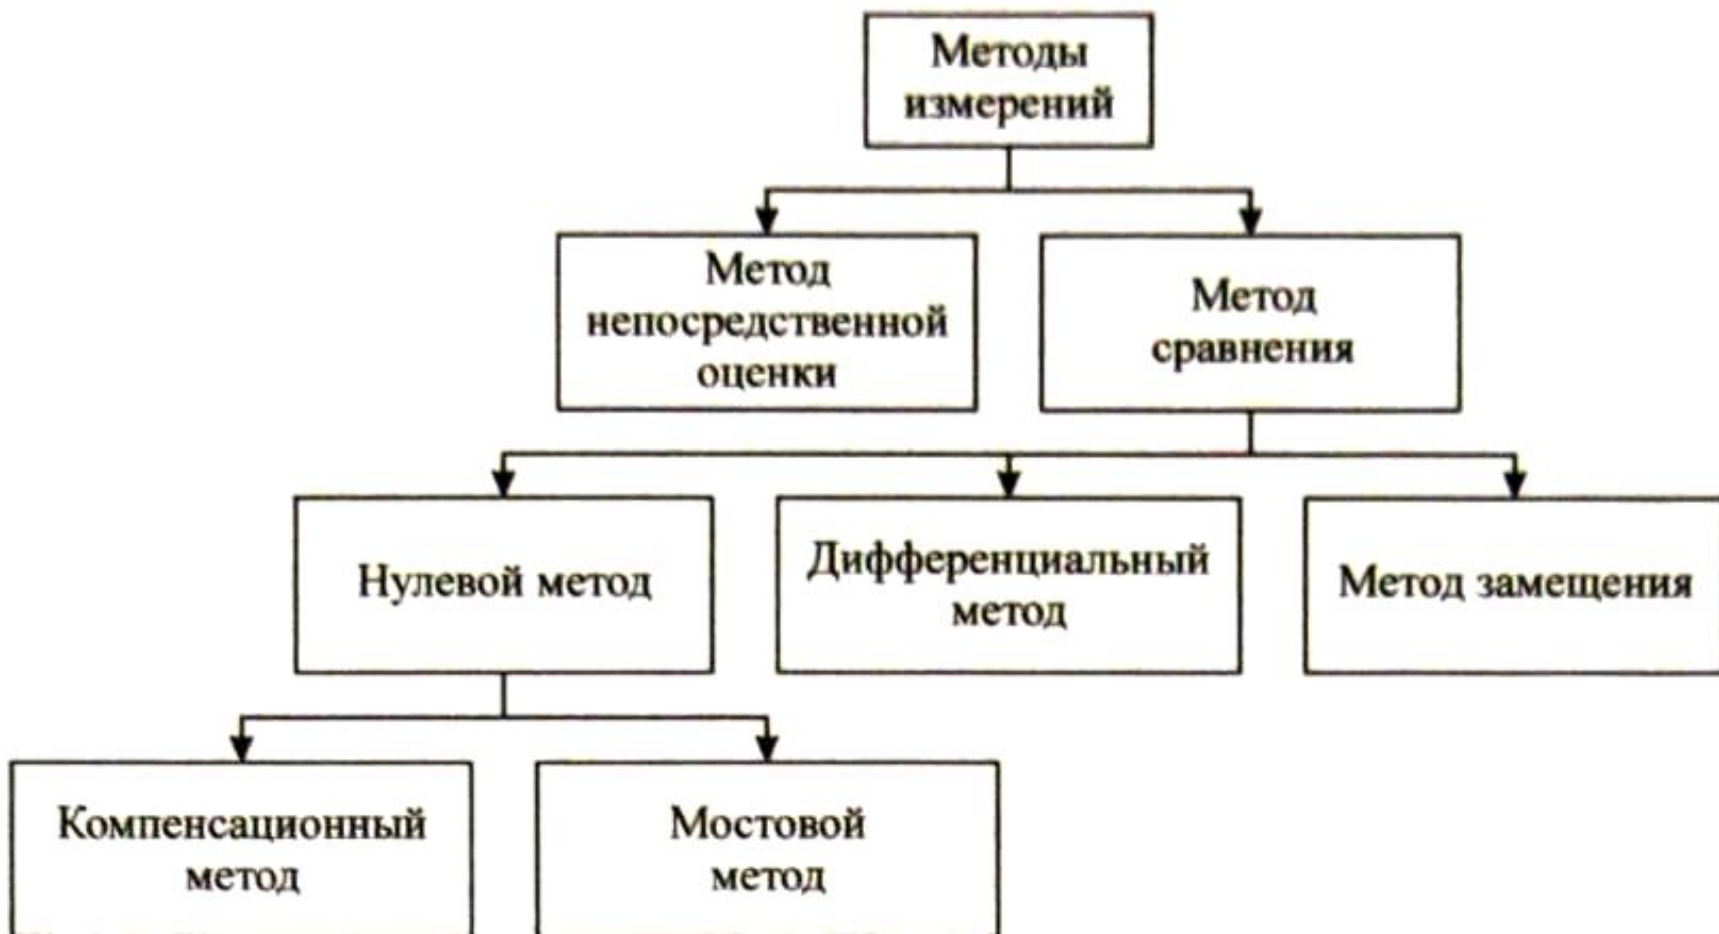 Методы
измерений
Метод
непосредственной
оценки
Метод
сравнения
Нулевой метод
Дифференциальный
метод
Метод замещения
Компенсационный
метод
Мостовой
метод